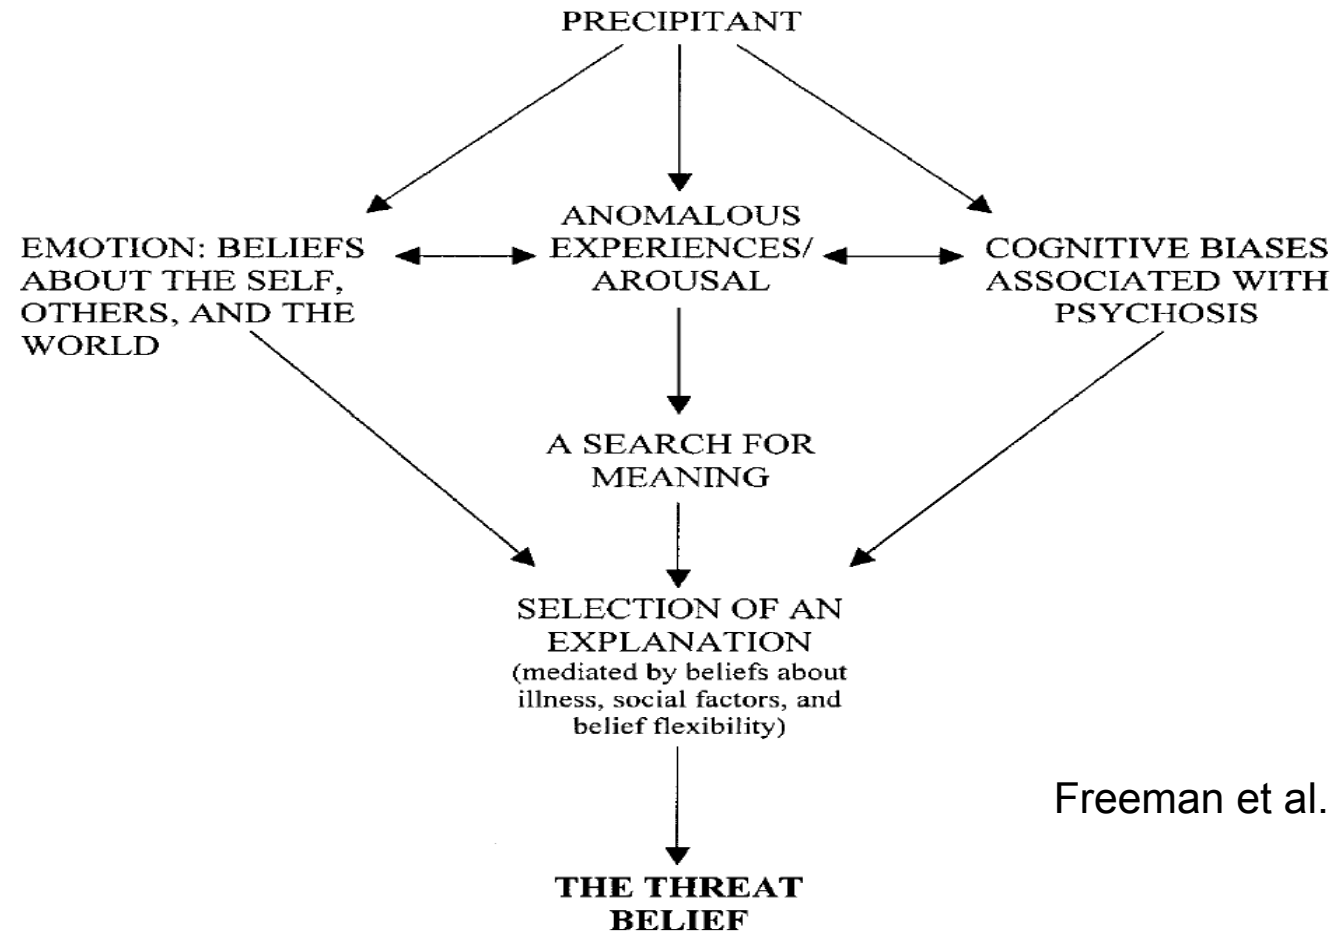 PRECIPITANT
EMOTION: BELIEFS
ABOUT THE SELF,
OTHERS, AND THE
WORLD
ANOMALOUS
EXPERIENCES/
AROUSAL
COGNITIVE BIASES
ASSOCIATED WITH
PSYCHOSIS
A SEARCH FOR
MEANING
SELECTION OF AN
EXPLANATION
(mediated by beliefs about
illness, social factors, and
belief flexibility)
Freeman et al.
THE THREAT
BELIEF